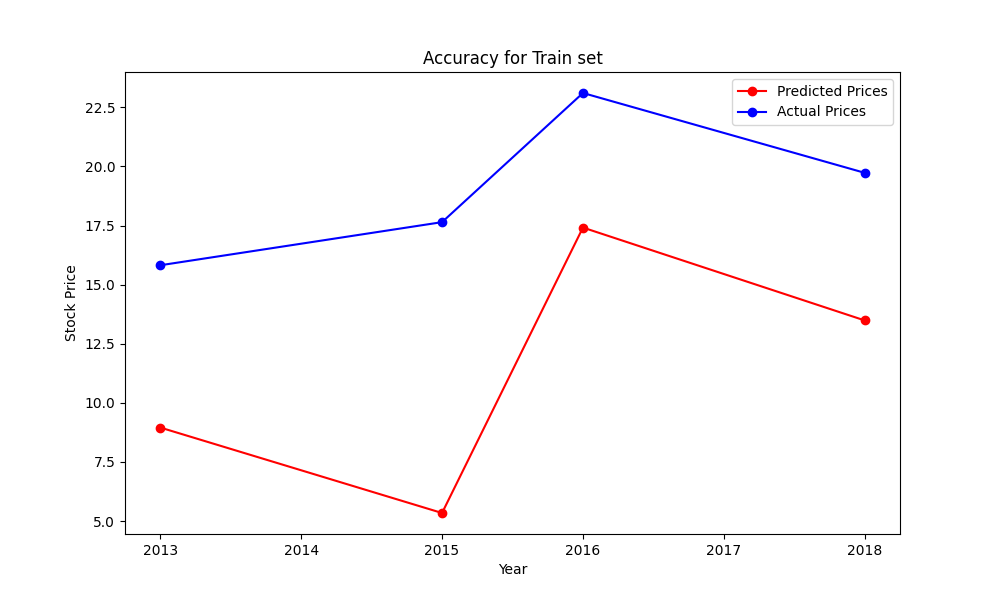 Accuracy for Train set
Predicted Prices
Actual Prices
22.5
20.0
17.5
15.0
12.5
10.0
7.5
5.0
Stock Price
2013 2014 2015 2016 2017 2018
Year